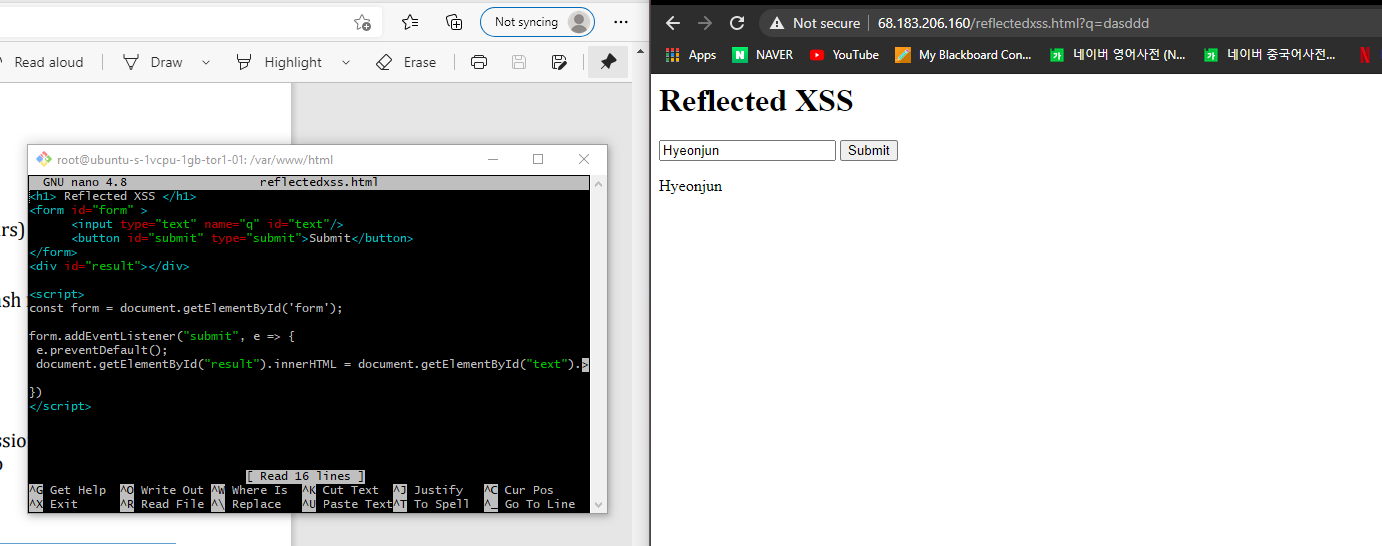 Not syncing
Read aloud
Draw
Highlight
Erase
root@ubuntu-s-1vcpu-1gb-tor1-01: /var/www/html
GNU nano 4.8 reflectedxss.html
<h1> Reflected XSS </h1>
<form id="form" >
<input type="text" name="q" id="text"/>
<button id="submit" type="submit">Submit</button>
</form>
<div id="result"></div>
<script>
const form = document.getElementById('form');
form.addEventListener("submit", e => {
e.preventDefault();
document.getElementById("result").innerHTML = document.getElementById("text").>
})
</script>
[ Read 16 lines ]
^G Get Help ^O Write Out ^W Where Is ^K Cut Text ^J Justify ^C Cur Pos
^X Exit ^R Read File ^\ Replace ^U Paste Text ^T To Spell ^_ Go To Line
Not secure 68.183.206.160/reflectedxss.html?q=dasddd
Apps NAVER YouTube My Blackboard Con... 네이버 영어사전 (N... 네이버 중국어사전...
Reflected XSS
Hyeonjun Submit
Hyeonjun